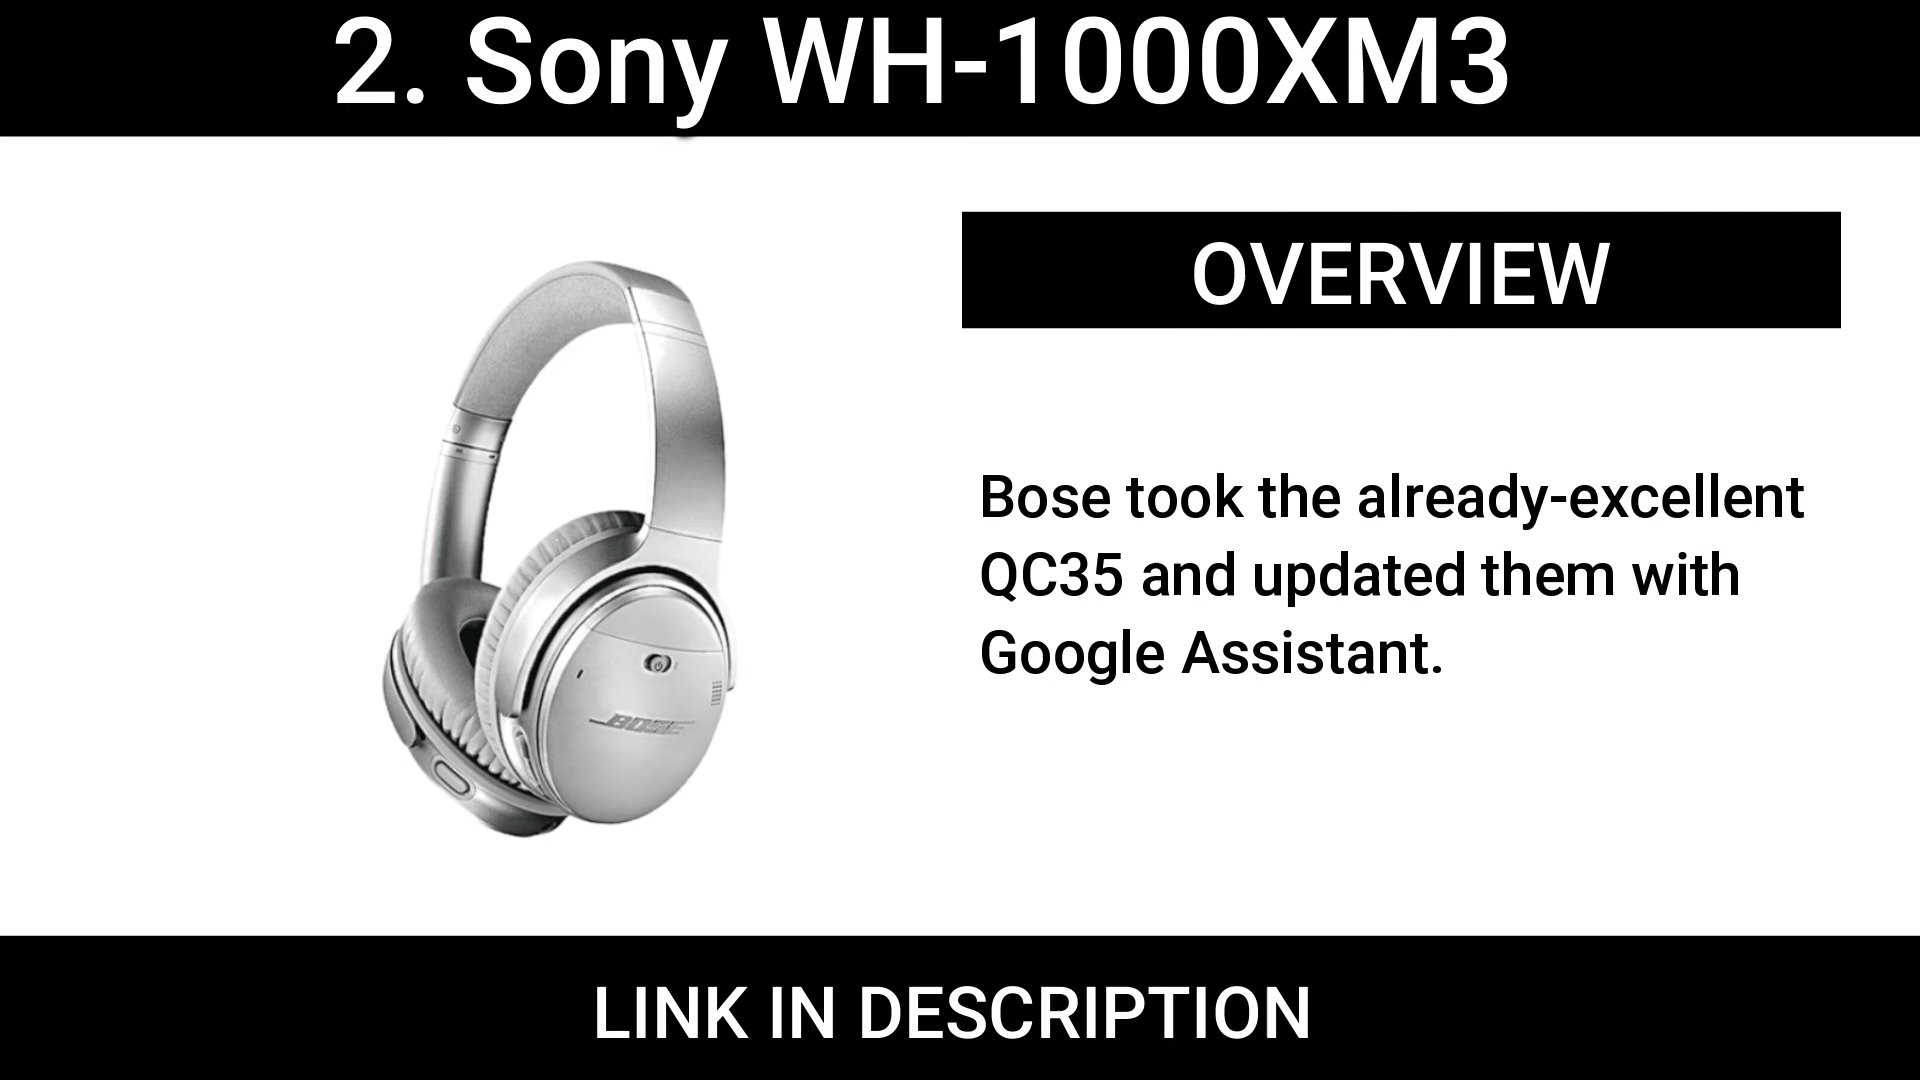 2. Sony WH-1000XM3
OVERVIEW
Bose took the already-excellent
QC35 and updated them with
Google Assistant.
BOSE
LINK IN DESCRIPTION